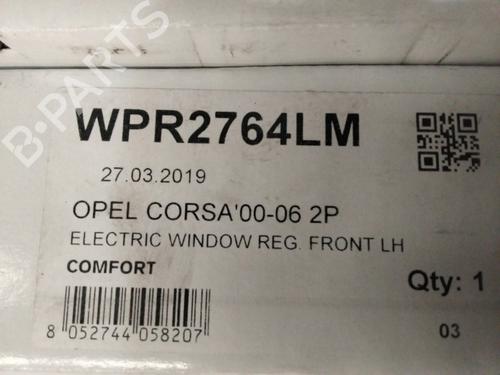 WPR2764LM
27.03.2019
OPEL CORSA'00-06 2P
ELECTRIC WINDOW REG. FRONT LH
COMFORT
Qty: 1
8 052744 058207
03
B-PARTS